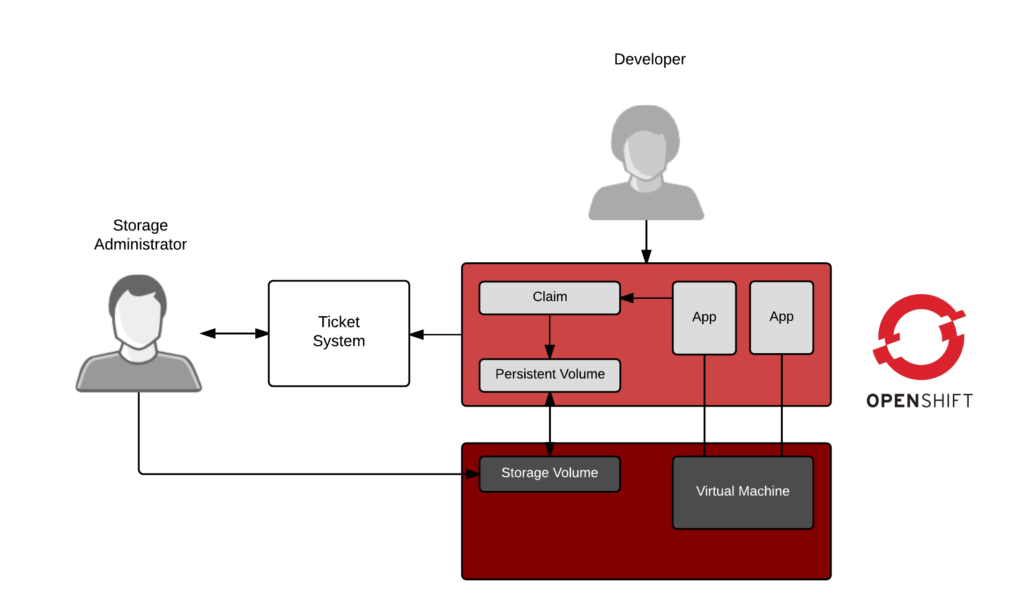 Developer
Storage
Administrator
Ticket
System
Claim
App
App
Persistent Volume
OPENSHIFT
Storage Volume
Virtual Machine